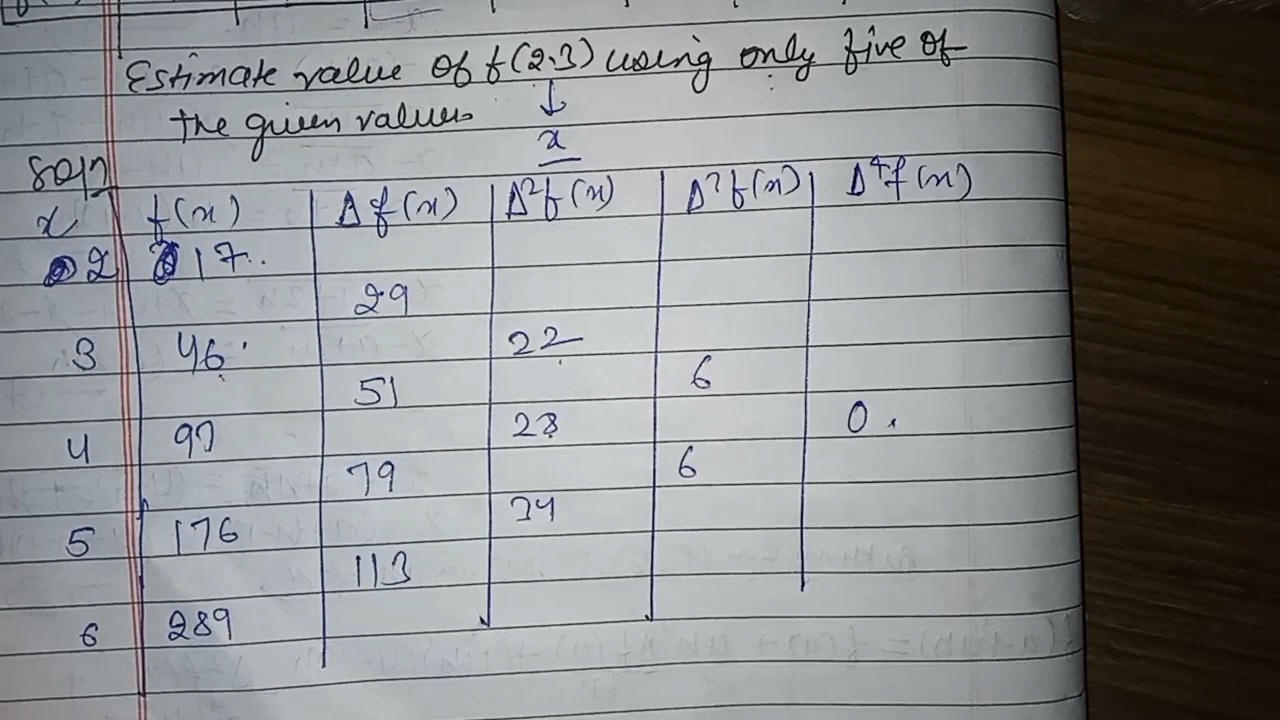 Estimate value of f(2.3) using only five of
the given values
↓
x
Soln
x f(x) Δf(x) Δ²f(x) Δ³f(x) Δ⁴f(x)
2 17
29
3 46 22
51 6
4 97 28 0
79 6
5 176 34
113
6 289